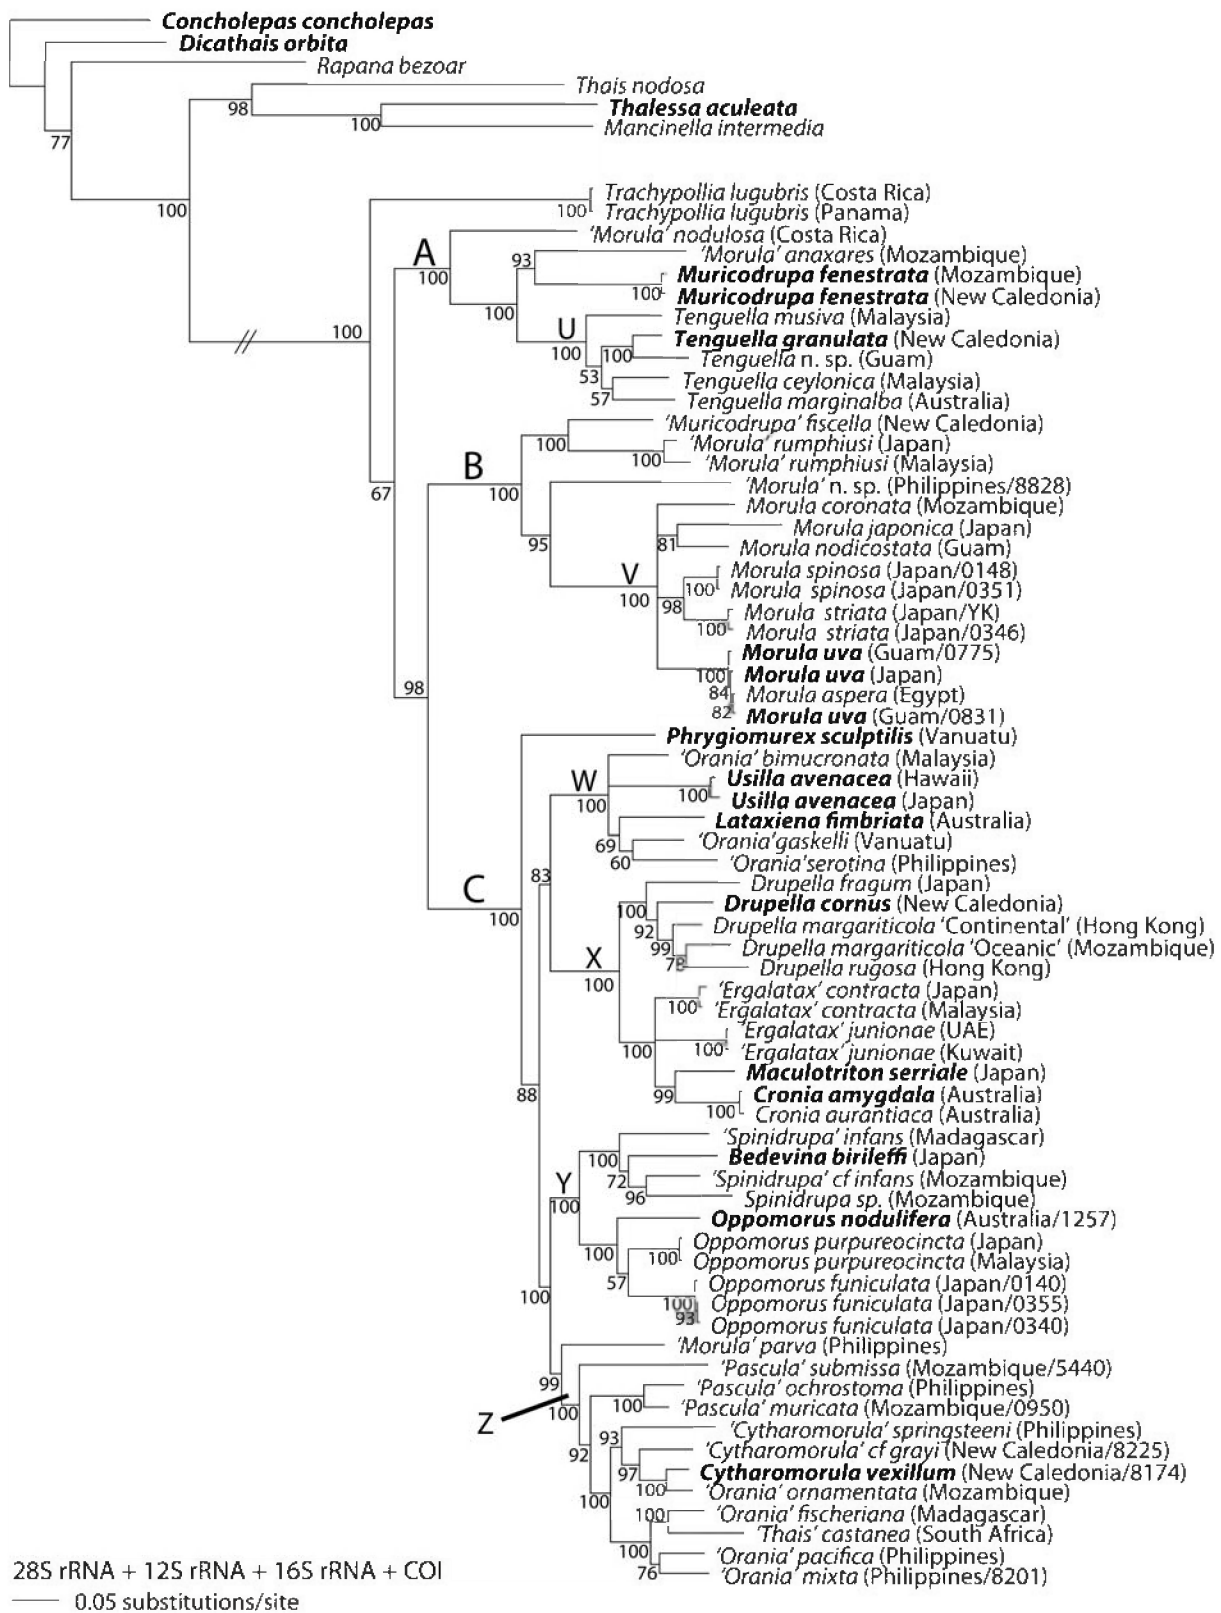 Concholepas concholepas
Dicathais orbita
Rapana bezoar
Thais nodosa
98
Thalessa aculeata
100
Mancinella intermedia
77
Trachypollia lugubris (Costa Rica)
100
100
Trachypollia lugubris (Panama)
'Morula' nodulosa (Costa Rica)
A
93
'Morula' anaxares (Mozambique)
100
Muricodrupa fenestrata (Mozambique)
100
Muricodrupa fenestrata (New Caledonia)
100
Tenguella musiva (Malaysia)
U
100
Tenguella granulata (New Caledonia)
100
100
Tenguella n. sp. (Guam)
53
Tenguella ceylonica (Malaysia)
57
Tenguella marginalba (Australia)
'Muricodrupa' fiscella (New Caledonia)
100
'Morula' rumphiusi (Japan)
B
100
'Morula' rumphiusi (Malaysia)
67
100
'Morula' n. sp. (Philippines/8828)
Morula coronata (Mozambique)
Morula japonica (Japan)
95
81
Morula nodicostata (Guam)
V
Morula spinosa (Japan/0148)
100
Morula spinosa (Japan/0351)
100
98
Morula striata (Japan/YK)
100
Morula striata (Japan/0346)
Morula uva (Guam/0775)
100
Morula uva (Japan)
98
84
Morula aspera (Egypt)
82
Morula uva (Guam/0831)
Phrygiomurex sculptilis (Vanuatu)
'Orania' bimucronata (Malaysia)
W
Usilla avenacea (Hawaii)
100
100
Usilla avenacea (Japan)
Lataxiena fimbriata (Australia)
69
'Orania' gaskelli (Vanuatu)
60
'Orania' serotina (Philippines)
83
Drupella fragum (Japan)
C
100
100
Drupella cornus (New Caledonia)
92
Drupella margariticola 'Continental' (Hong Kong)
99
Drupella margariticola 'Oceanic' (Mozambique)
X
78
Drupella rugosa (Hong Kong)
100
'Ergalatax' contracta (Japan)
100
'Ergalatax' contracta (Malaysia)
'Ergalatax' junionae (UAE)
100
100
'Ergalatax' junionae (Kuwait)
Maculotriton serriale (Japan)
88
99
Cronia amygdala (Australia)
100
Cronia aurantiaca (Australia)
'Spinidrupa' infans (Madagascar)
100
Bedevina birileffi (Japan)
72
'Spinidrupa' cf infans (Mozambique)
Y
96
Spinidrupa sp. (Mozambique)
100
Oppomorus nodulifera (Australia/1257)
Oppomorus purpureocincta (Japan)
100
100
Oppomorus purpureocincta (Malaysia)
57
Oppomorus funiculata (Japan/0140)
100
100
Oppomorus funiculata (Japan/0355)
93
Oppomorus funiculata (Japan/0340)
'Morula' parva (Philippines)
'Pascula' submissa (Mozambique/5440)
99
'Pascula' ochrostoma (Philippines)
100
100
'Pascula' muricata (Mozambique/0950)
Z
93
'Cytharomorula' springsteeni (Philippines)
92
'Cytharomorula' cf grayi (New Caledonia/8225)
97
Cytharomorula vexillum (New Caledonia/8174)
100
100
'Orania' ornamentata (Mozambique)
100
'Orania' fischeriana (Madagascar)
'Thais' castanea (South Africa)
100
'Orania' pacifica (Philippines)
76
'Orania' mixta (Philippines/8201)
28S rRNA + 12S rRNA + 16S rRNA + COI
0.05 substitutions/site